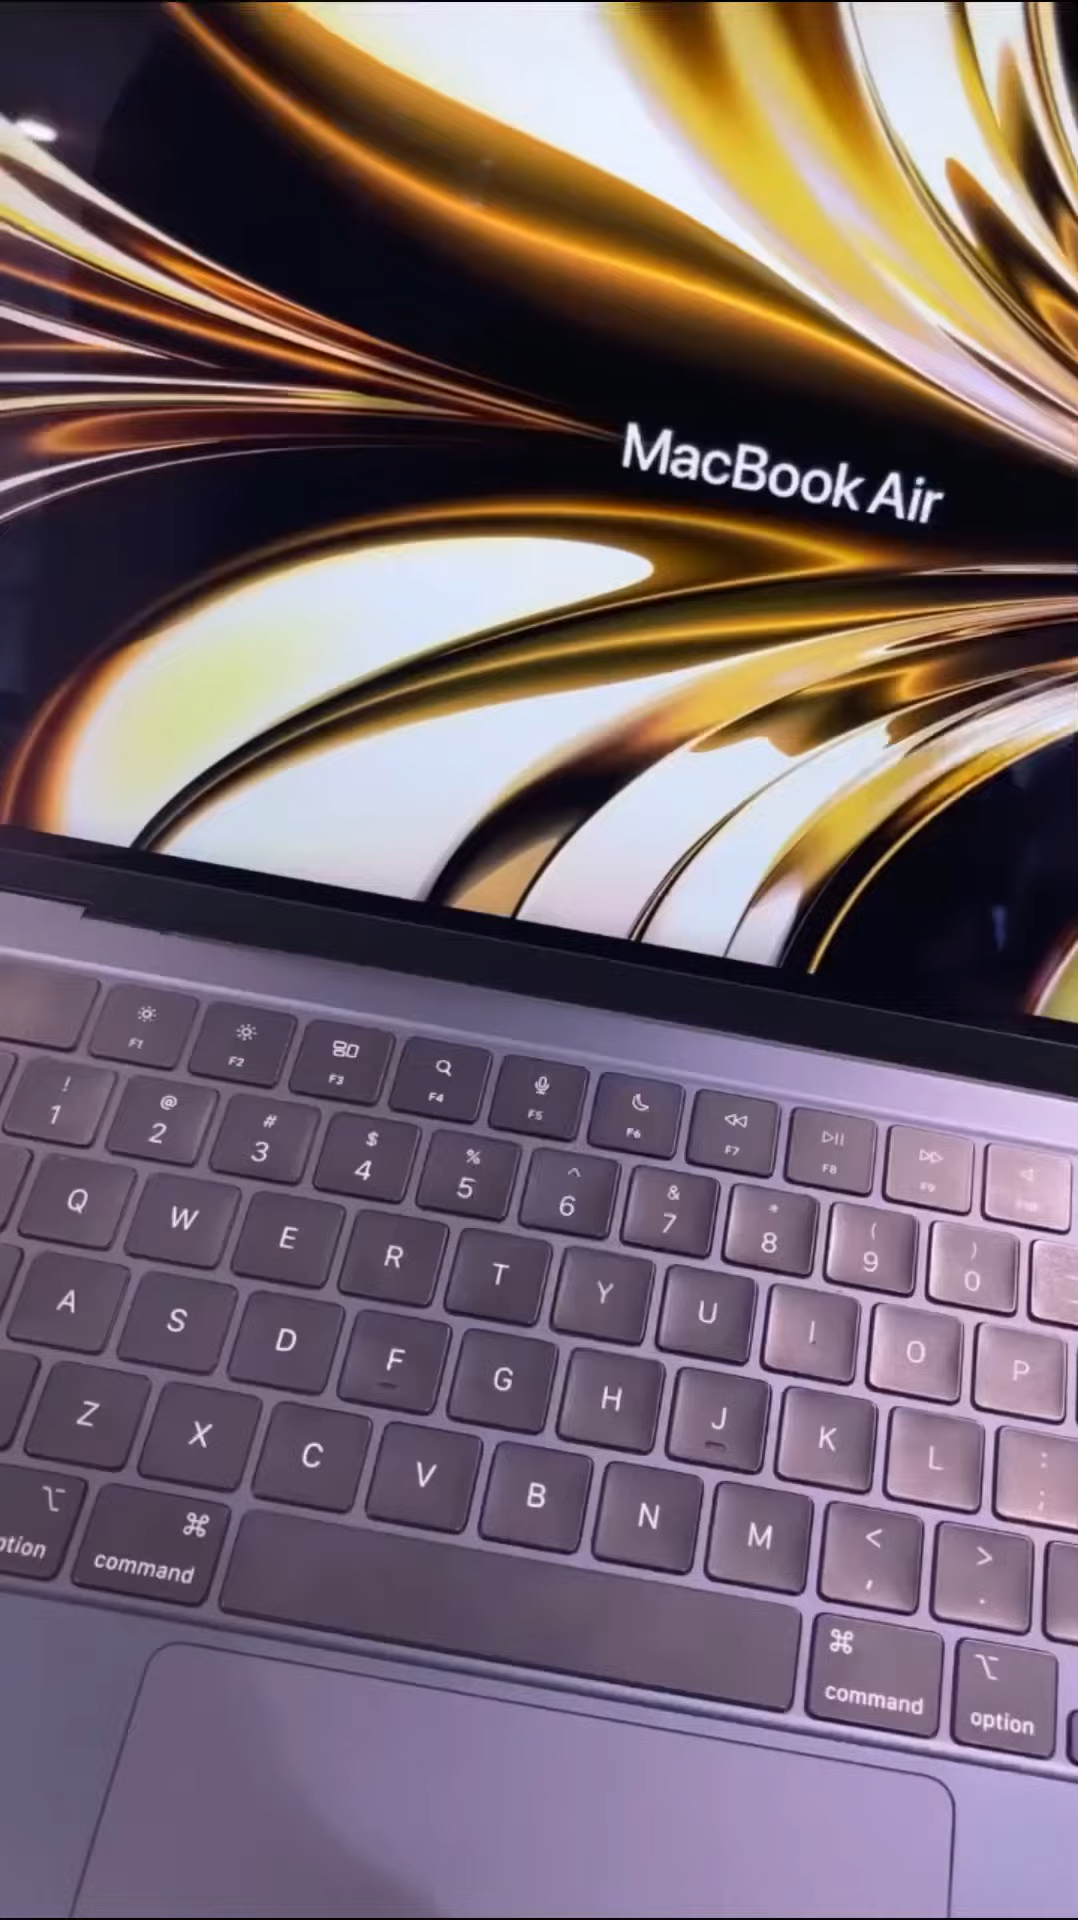 MacBook Air
F1 F2 F3 F4 F5 F6 F7 F8 F9
! @ # $ % ^ & * ( )
1 2 3 4 5 6 7 8 9 0
Q W E R T Y U I O P
A S D F G H J K L : ;
Z X C V B N M < , > .
ption command command option